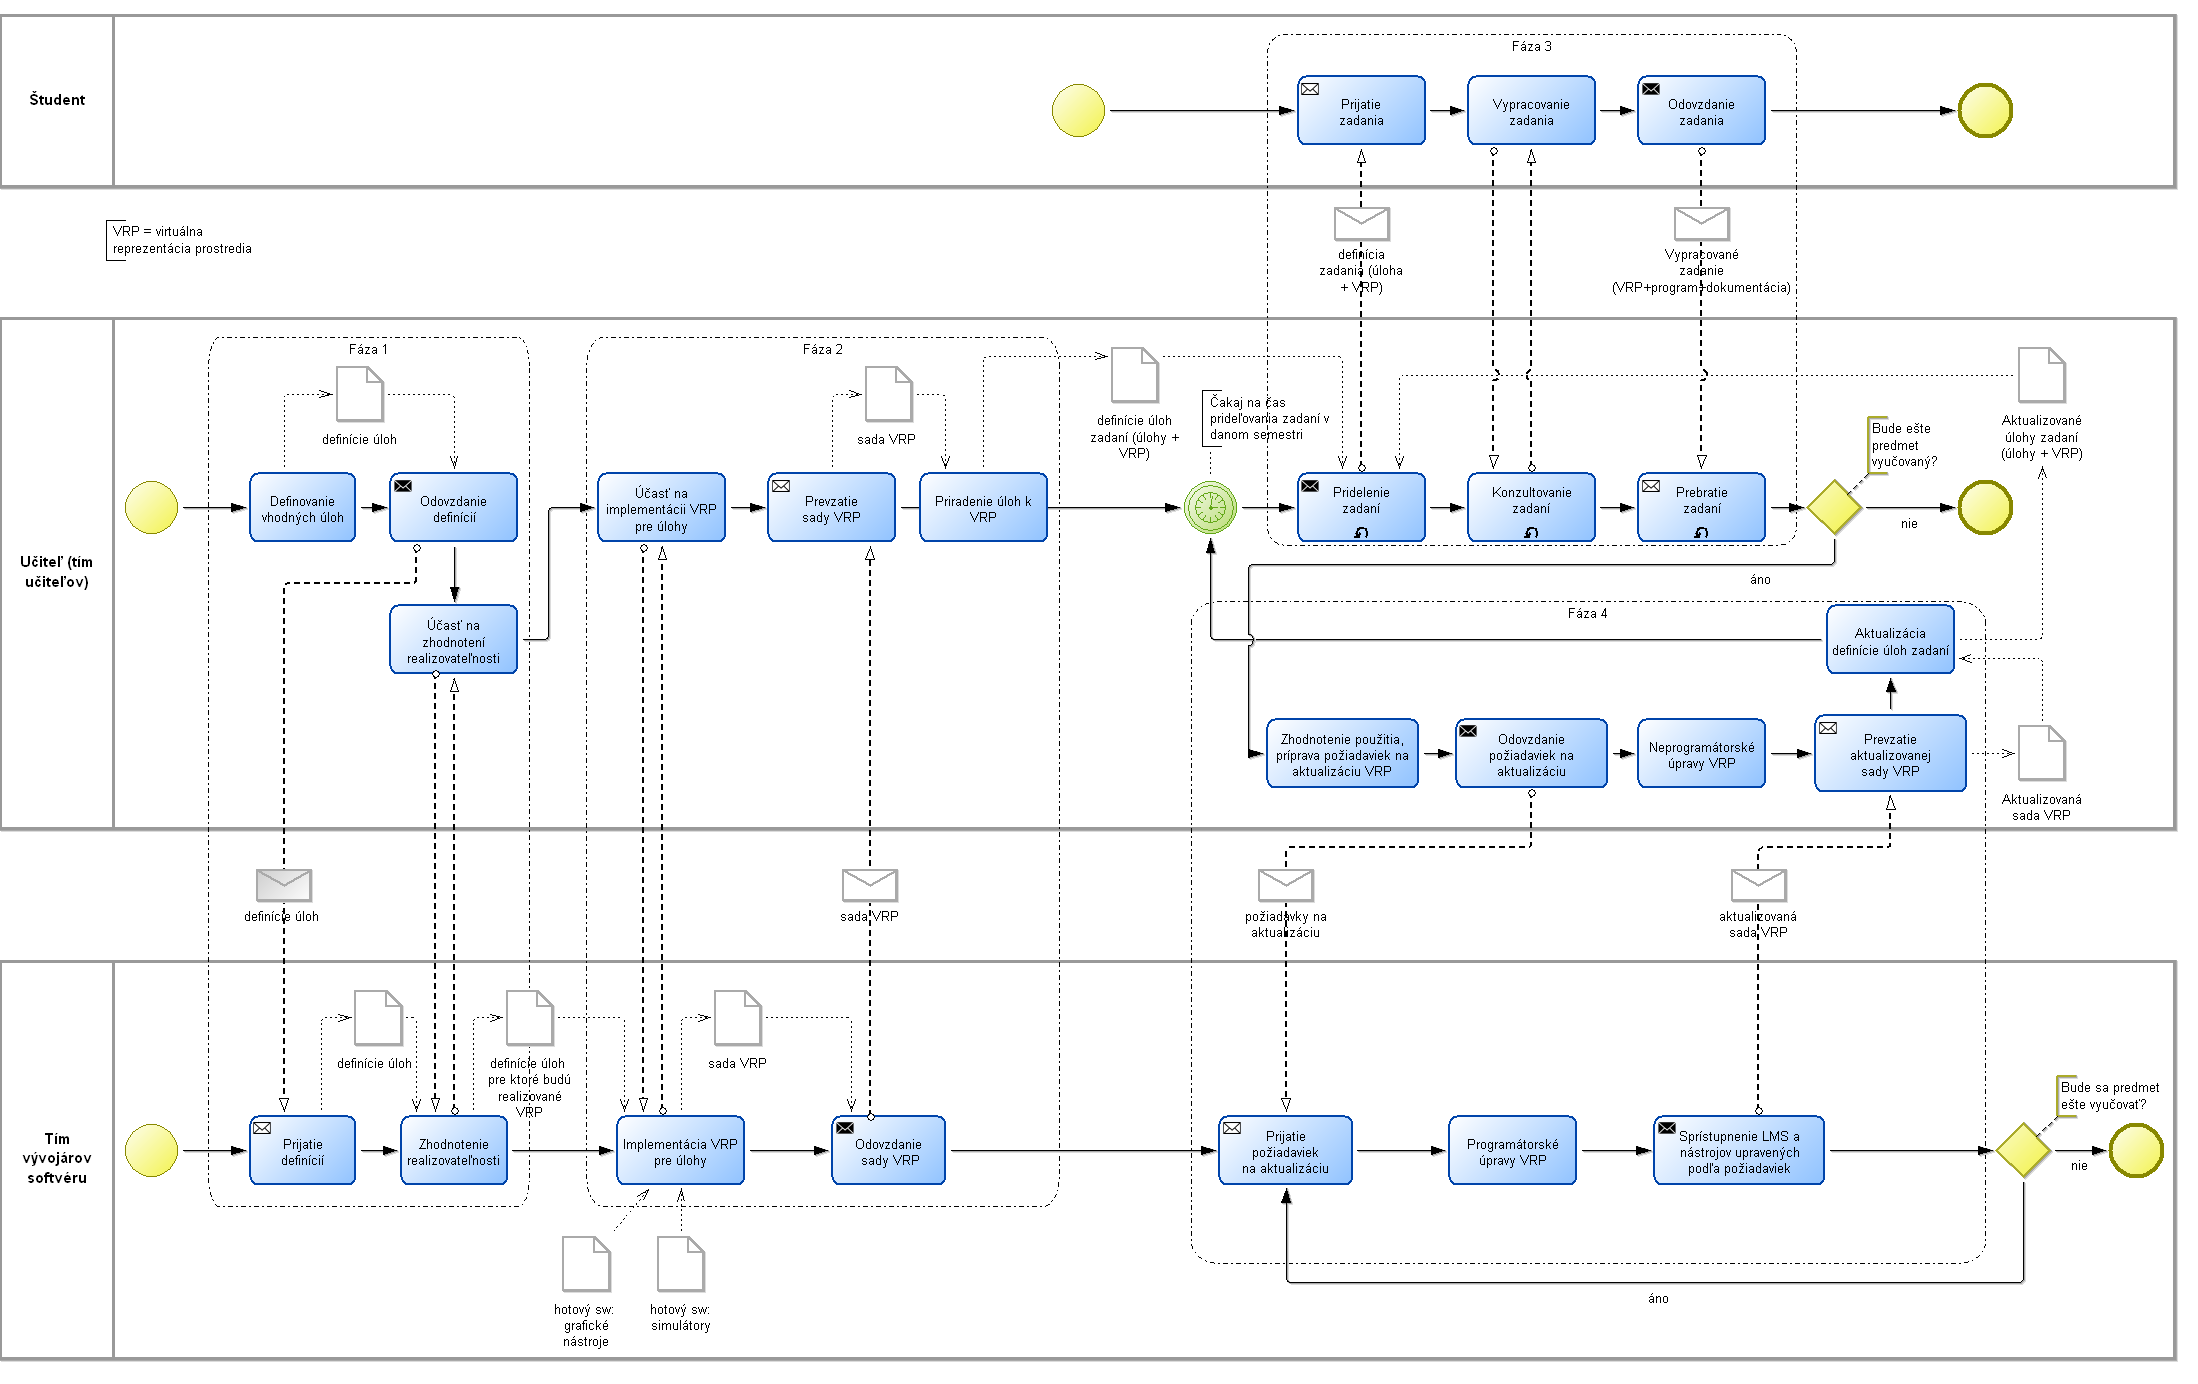 Študent
Fáza 3
Prijatie
zadania
Vypracovanie
zadania
Odovzdanie
zadania
VRP = virtuálna
reprezentácia prostredia
definícia
zadania (úloha
+ VRP)
Vypracované
zadanie
(VRP+program+dokumentácia)
Učiteľ (tím
učiteľov)
Fáza 1
definície úloh
Definovanie
vhodných úloh
Odovzdanie
definícií
Účasť na
zhodnotení
realizovateľnosti
Fáza 2
sada VRP
Účasť na
implementácii VRP
pre úlohy
Prevzatie
sady VRP
Priradenie úloh k
VRP
definície úloh
zadaní (úlohy +
VRP)
Čakaj na čas
prideľovania zadaní v
danom semestri
Pridelenie
zadaní
Konzultovanie
zadaní
Prebratie
zadaní
Bude ešte
predmet
vyučovaný?
nie
áno
Aktualizované
úlohy zadaní
(úlohy + VRP)
Fáza 4
Aktualizácia
definície úloh zadaní
Zhodnotenie použitia,
príprava požiadaviek na
aktualizáciu VRP
Odovzdanie
požiadaviek na
aktualizáciu
Neprogramátorské
úpravy VRP
Prevzatie
aktualizovanej
sady VRP
Aktualizovaná
sada VRP
definície úloh
sada VRP
požiadavky na
aktualizáciu
aktualizovaná
sada VRP
Tím
vývojárov
softvéru
definície úloh
definície úloh
pre ktoré budú
realizované
VRP
sada VRP
Prijatie
definícií
Zhodnotenie
realizovateľnosti
Implementácia VRP
pre úlohy
Odovzdanie
sady VRP
Prijatie
požiadaviek
na aktualizáciu
Programátorské
úpravy VRP
Sprístupnenie LMS a
nástrojov upravených
podľa požiadaviek
Bude sa predmet
ešte vyučovať?
nie
áno
hotový sw:
grafické
nástroje
hotový sw:
simulátory